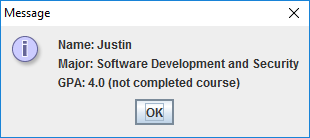 Message
Name: Justin
Major: Software Development and Security
GPA: 4.0 (not completed course)
OK